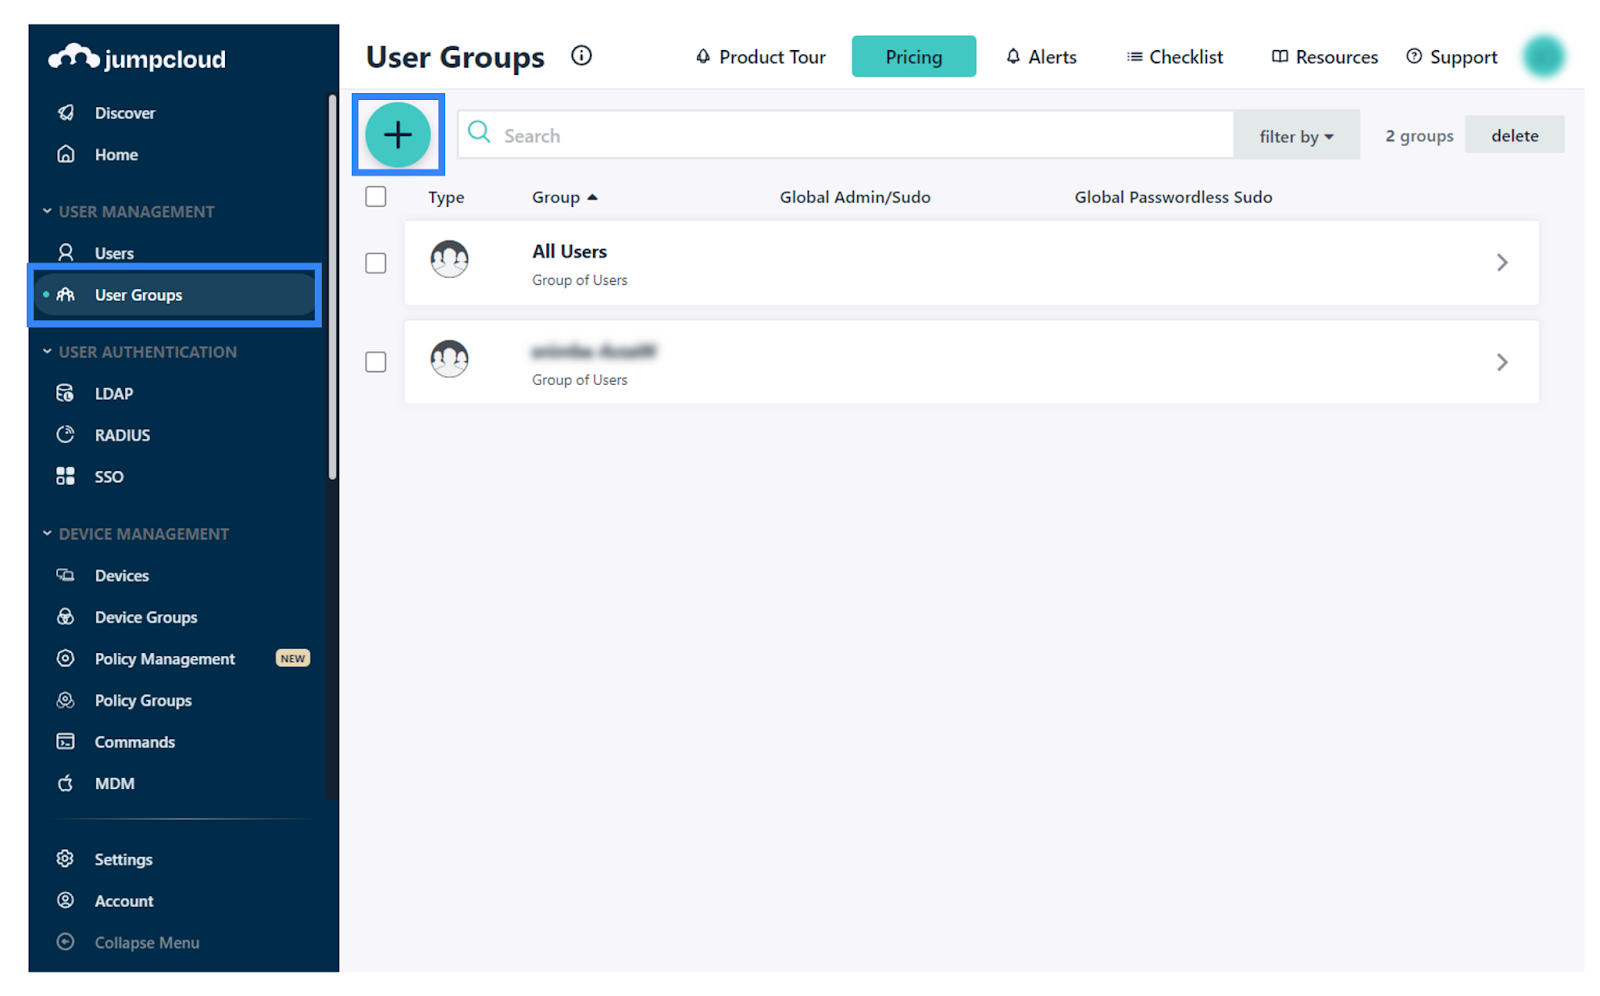 jumpcloud
Discover
Home
USER MANAGEMENT
Users
User Groups
USER AUTHENTICATION
LDAP
RADIUS
SSO
DEVICE MANAGEMENT
Devices
Device Groups
Policy Management NEW
Policy Groups
Commands
MDM
Settings
Account
Collapse Menu
User Groups
Product Tour
Pricing
Alerts
Checklist
Resources
Support
Search
filter by
2 groups
delete
Type Group Global Admin/Sudo Global Passwordless Sudo
All Users
Group of Users
Group of Users